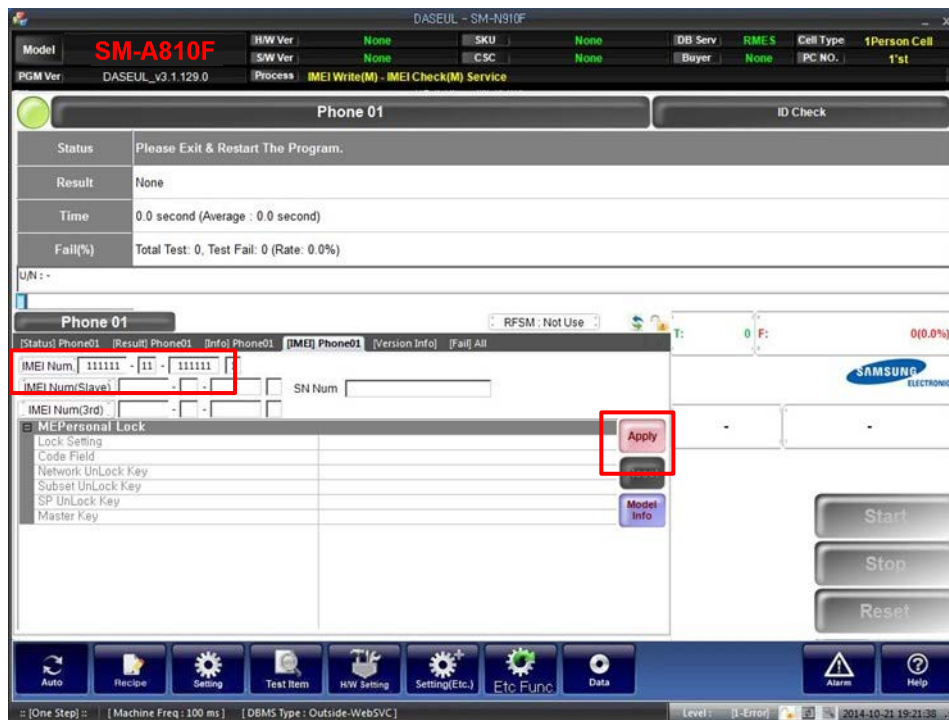 DASEUL - SM-N910F
Model SM-A810F H/W Ver None SKU None DB Serv RMES Cell Type 1Person Cell
S/W Ver None CSC None Buyer None PC NO. 1'st
PGM Ver DASEUL_v3.1.129.0 Process IMEI Write(M) - IMEI Check(M) Service
Phone 01 ID Check
Status Please Exit & Restart The Program.
Result None
Time 0.0 second (Average : 0.0 second)
Fail(%) Total Test: 0, Test Fail: 0 (Rate: 0.0%)
U/N : -
Phone 01 RFSM : Not Use T: 0 F: 0(0.0%)
[Status] Phone01 [Result] Phone01 [Info] Phone01 [IMEI] Phone01 [Version Info] [Fail] All
IMEI Num. 111111 - 11 - 111111 1
SAMSUNG
ELECTRONIC
IMEI Num(Slave) - - SN Num
IMEI Num(3rd) - -
MEPersonal Lock
Apply - -
Lock Setting
Code Field
Network UnLock Key
Subset UnLock Key
SP UnLock Key
Master Key
Model
Info
Start
Stop
Reset
Auto Recipe Setting Test Item H/W Setting Setting(Etc.) Etc Func. Data Alarm Help
:: [One Step] :: [Machine Freq : 100 ms] [DBMS Type : Outside-WebSVC] Level : [1-Error] 2014-10-21 19:21:38